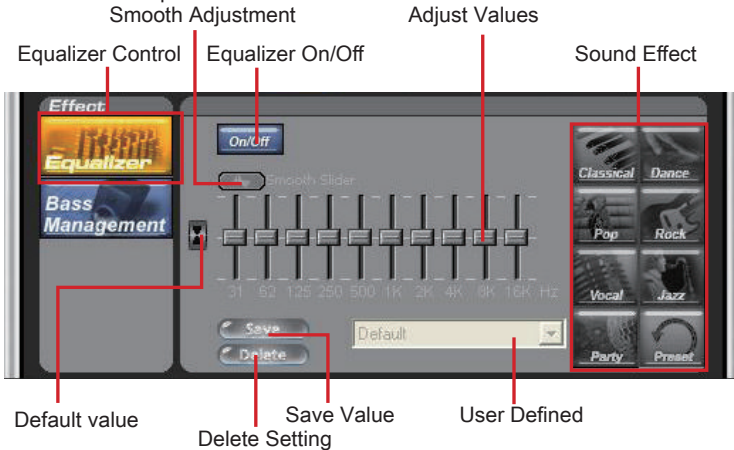 Smooth Adjustment
Adjust Values
Equalizer Control
Equalizer On/Off
Sound Effect
Effect
Equalizer
On/Off
Classical
Dance
Smooth Slider
Bass
Management
Pop
Rock
31 62 125 250 500 1K 2K 4K 8K 16K Hz
Vocal
Jazz
Save
Default
Delete
Party
Preset
Default value
Save Value
User Defined
Delete Setting